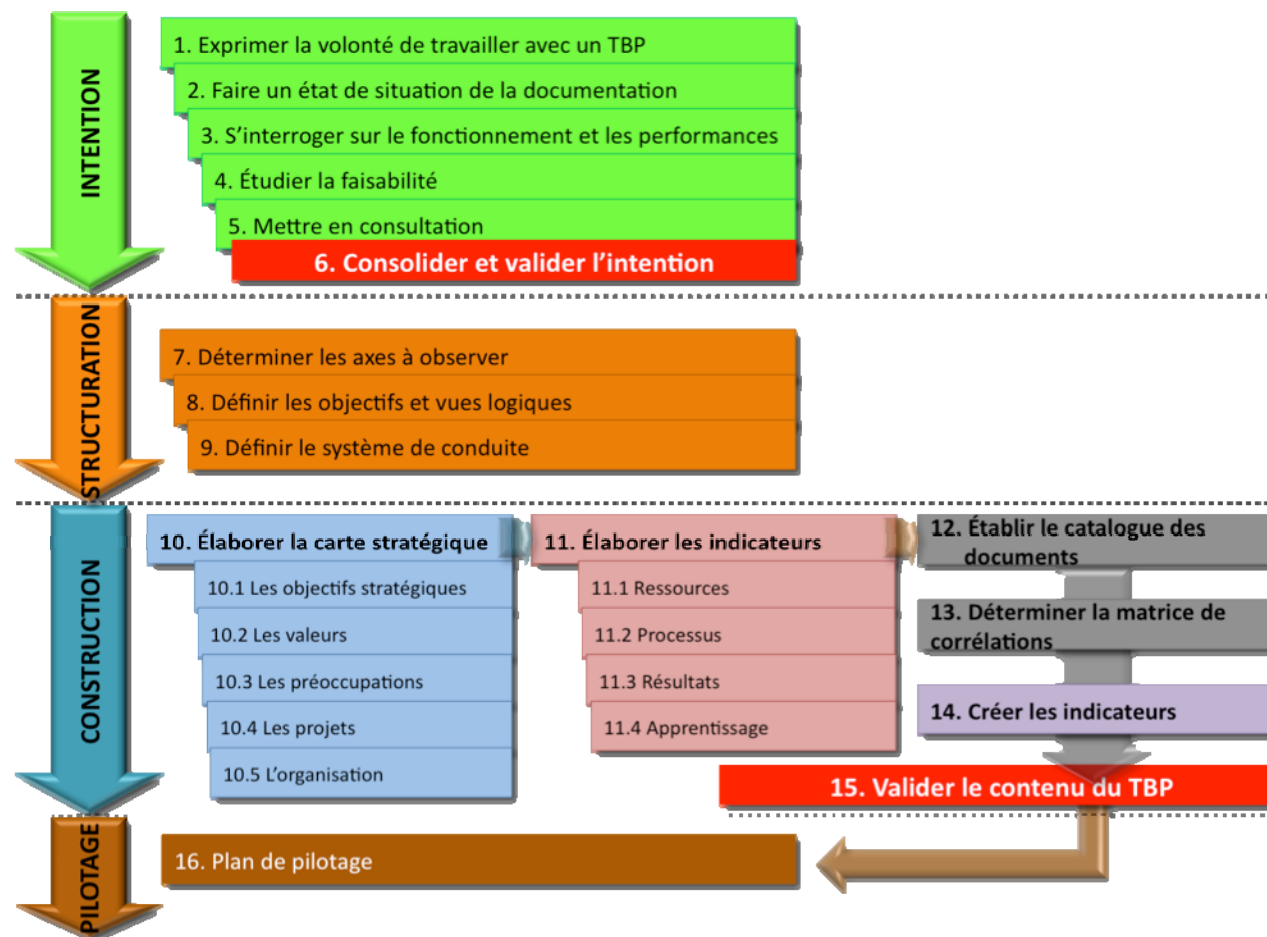 INTENTION
1. Exprimer la volonté de travailler avec un TBP
2. Faire un état de situation de la documentation
3. S’interroger sur le fonctionnement et les performances
4. Étudier la faisabilité
5. Mettre en consultation
6. Consolider et valider l’intention
STRUCTURATION
7. Déterminer les axes à observer
8. Définir les objectifs et vues logiques
9. Définir le système de conduite
CONSTRUCTION
10. Élaborer la carte stratégique
10.1 Les objectifs stratégiques
10.2 Les valeurs
10.3 Les préoccupations
10.4 Les projets
10.5 L’organisation
11. Élaborer les indicateurs
11.1 Ressources
11.2 Processus
11.3 Résultats
11.4 Apprentissage
12. Établir le catalogue des
documents
13. Déterminer la matrice de
corrélations
14. Créer les indicateurs
15. Valider le contenu du TBP
PILOTAGE
16. Plan de pilotage